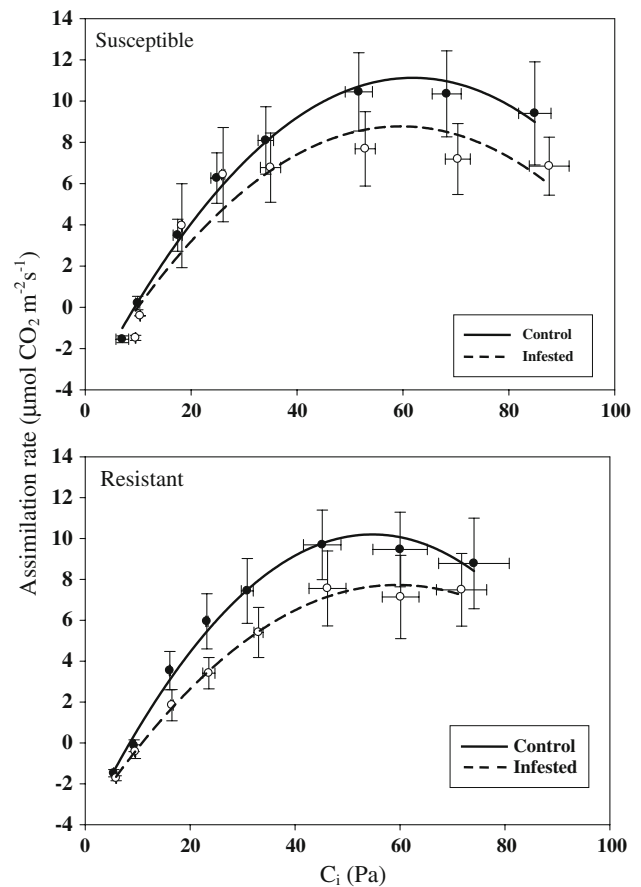 Assimilation rate (μmol CO₂ m⁻²s⁻¹)
14
12
10
8
6
4
2
0
-2
-4
Susceptible
Control
Infested
0 20 40 60 80 100
14
12
10
8
6
4
2
0
-2
-4
Resistant
Control
Infested
0 20 40 60 80 100
Cᵢ (Pa)